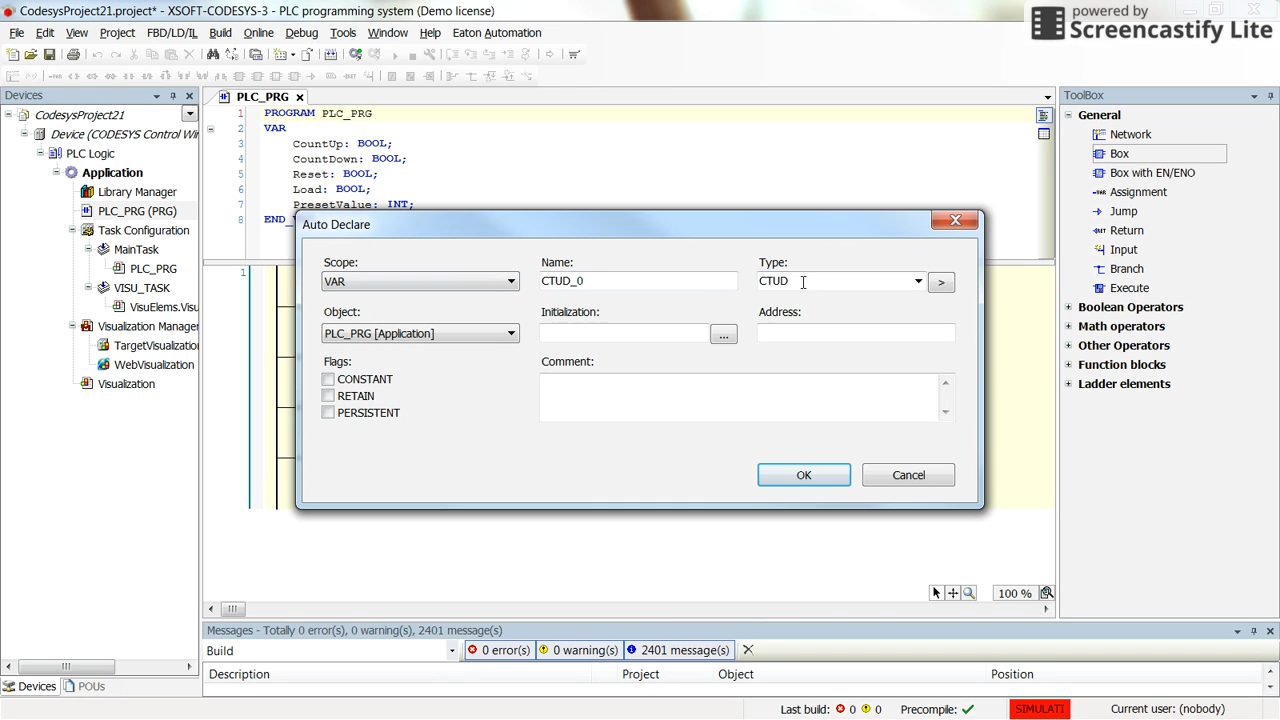 CodesysProject21.project* - XSOFT-CODESYS-3 - PLC programming system (Demo license)
powered by
Screencastify Lite
File Edit View Project FBD/LD/IL Build Online Debug Tools Window Help Eaton Automation
Devices
PLC_PRG
ToolBox
CodesysProject21
Device (CODESYS Control Wir
PLC Logic
Application
Library Manager
PLC_PRG (PRG)
Task Configuration
MainTask
PLC_PRG
VISU_TASK
VisuElems.Visu
Visualization Manager
TargetVisualizatio
WebVisualization
Visualization
1 PROGRAM PLC_PRG
2 VAR
3 CountUp: BOOL;
4 CountDown: BOOL;
5 Reset: BOOL;
6 Load: BOOL;
7 PresetValue: INT;
8 END_
1
General
Network
Box
Box with EN/ENO
Assignment
Jump
Return
Input
Branch
Execute
Boolean Operators
Math operators
Other Operators
Function blocks
Ladder elements
Auto Declare
Scope: Name: Type:
VAR CTUD_0 CTUD >
Object: Initialization: Address:
PLC_PRG [Application] ...
Flags: Comment:
CONSTANT
RETAIN
PERSISTENT
OK Cancel
100 %
Messages - Totally 0 error(s), 0 warning(s), 2401 message(s)
Build 0 error(s) 0 warning(s) 2401 message(s)
Description Project Object Position
Devices POUs
Last build: 0 0 Precompile: SIMULATI Current user: (nobody)